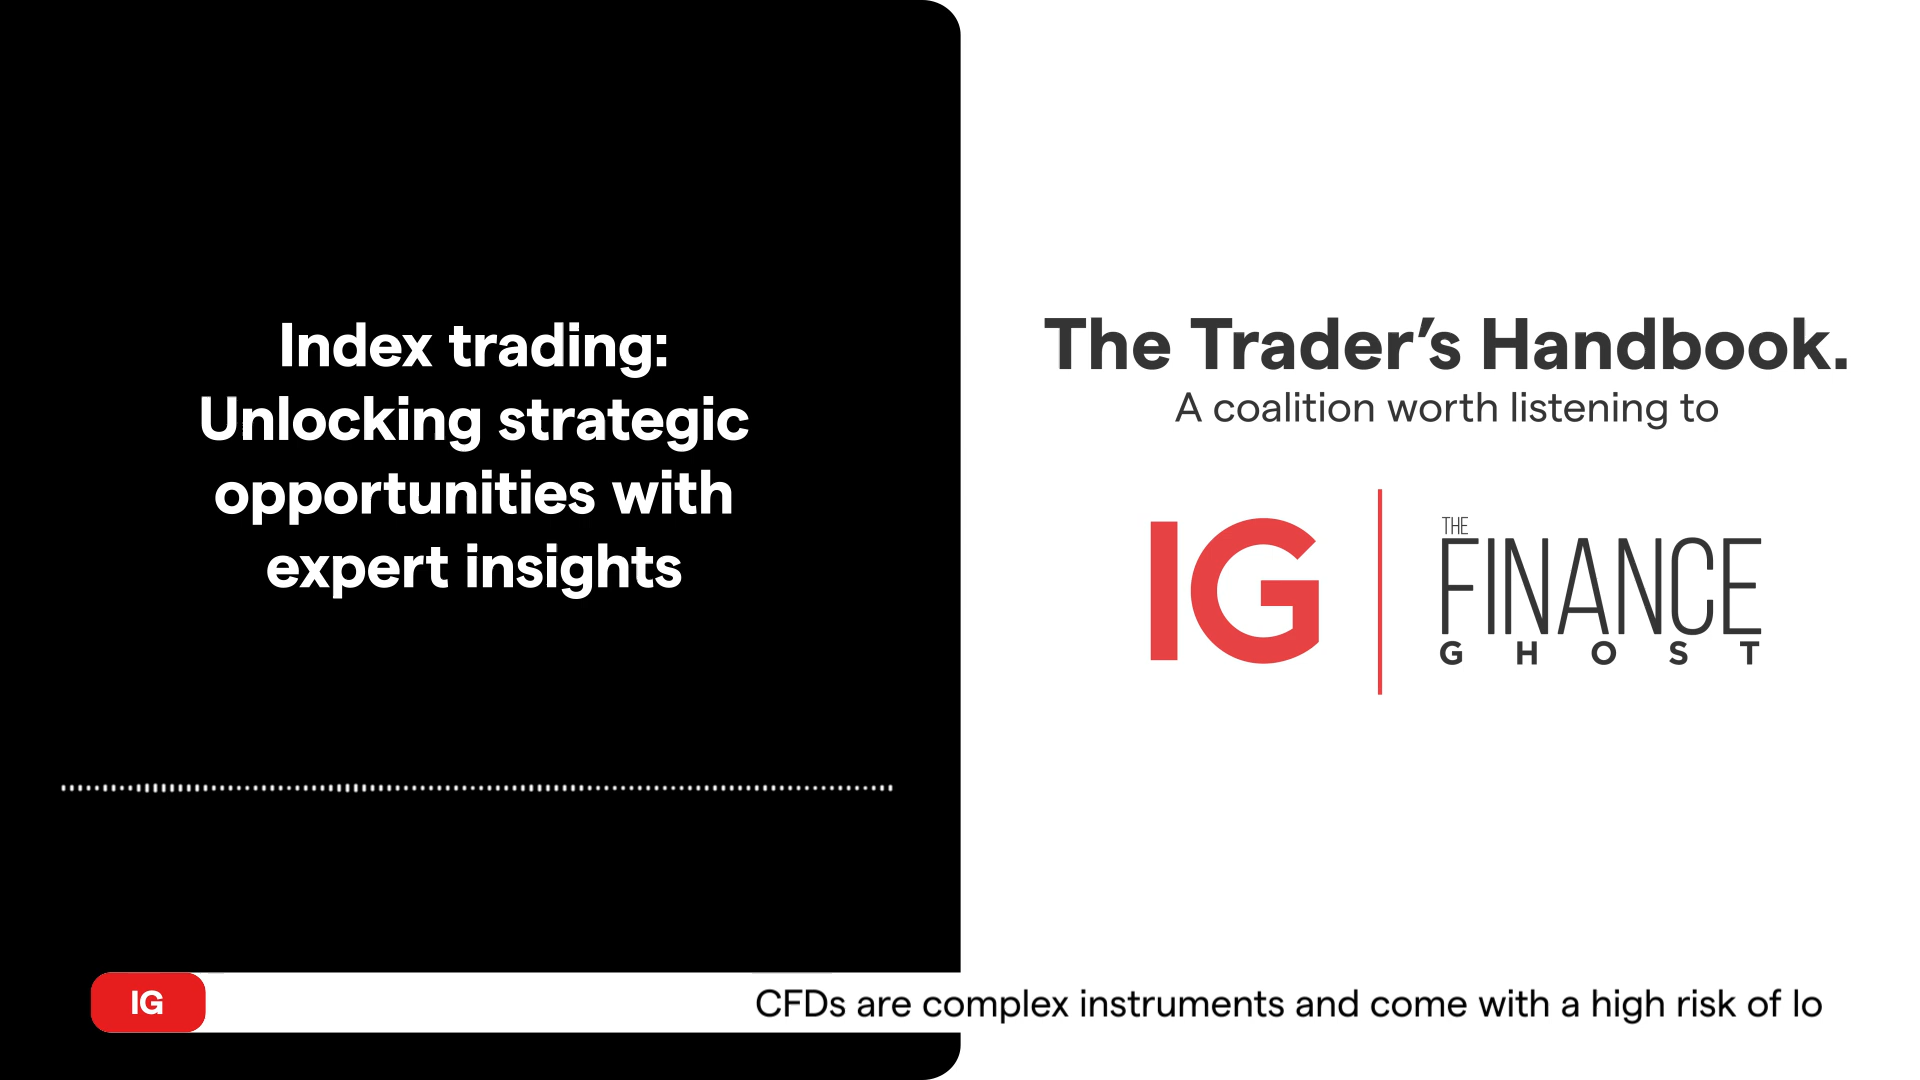 Index trading:
Unlocking strategic
opportunities with
expert insights
The Trader’s Handbook.
A coalition worth listening to
IG
THE
FINANCE
GHOST
IG
CFDs are complex instruments and come with a high risk of lo